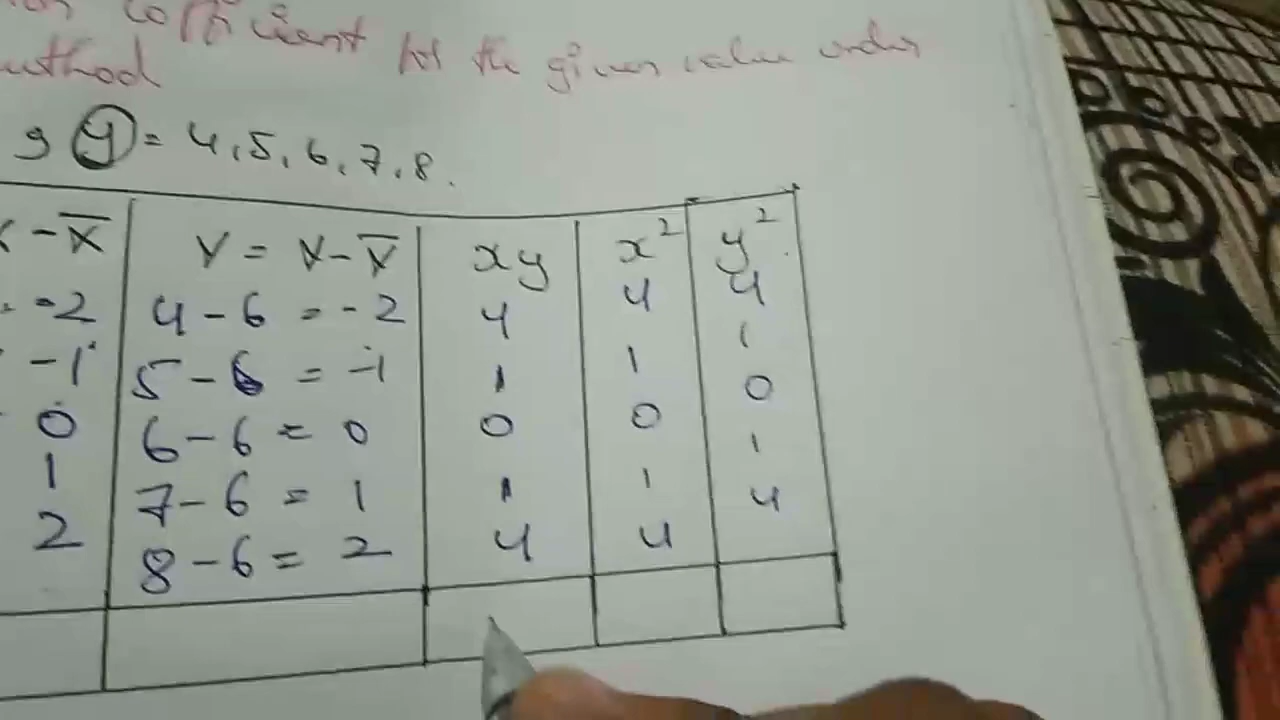 coefficient for the given value under
method
9 y = 4, 5, 6, 7, 8.
x - X̅ y = Y - Y̅ xy x² y²
-2 4 - 6 = -2 4 4 4
-1 5 - 6 = -1 1 1 1
0 6 - 6 = 0 0 0 0
1 7 - 6 = 1 1 1 1
2 8 - 6 = 2 4 4 4